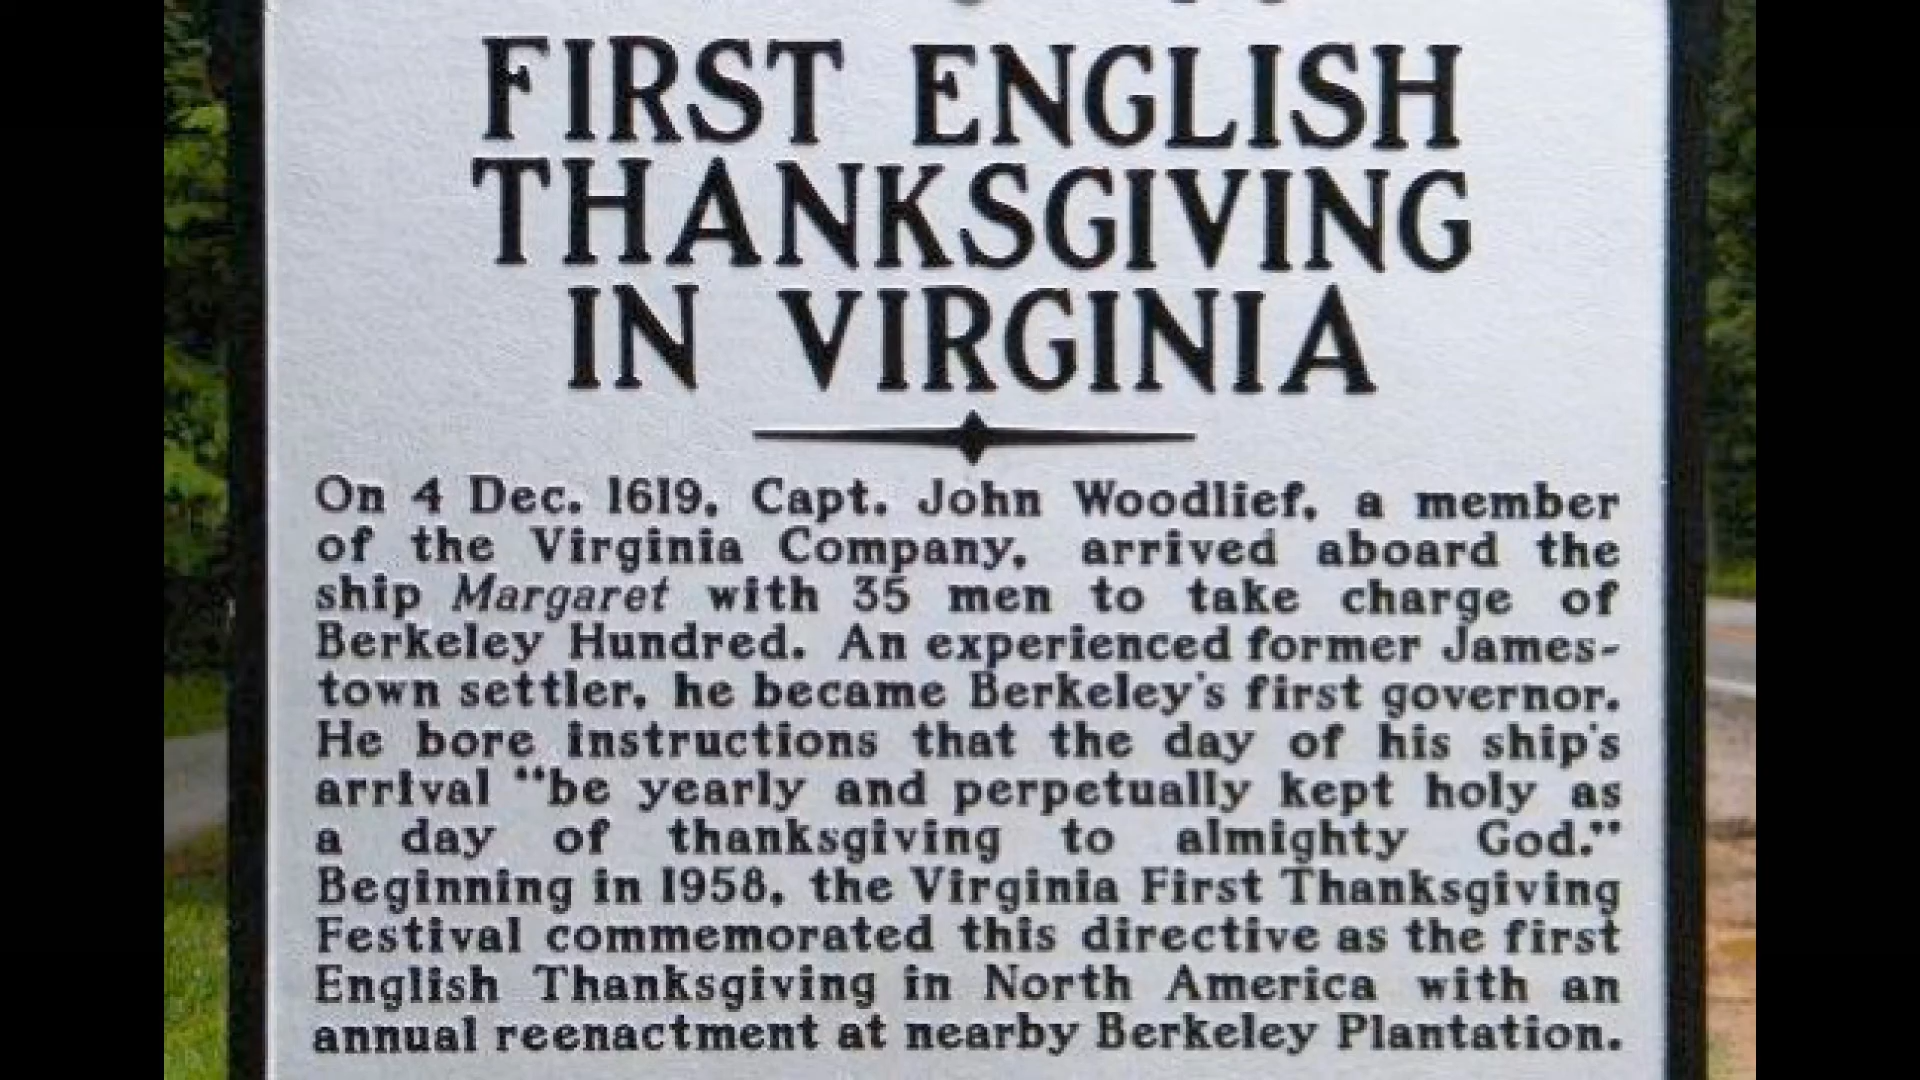 FIRST ENGLISH
THANKSGIVING
IN VIRGINIA
On 4 Dec. 1619, Capt. John Woodlief, a member
of the Virginia Company, arrived aboard the
ship Margaret with 35 men to take charge of
Berkeley Hundred. An experienced former James-
town settler, he became Berkeley's first governor.
He bore instructions that the day of his ship's
arrival "be yearly and perpetually kept holy as
a day of thanksgiving to almighty God."
Beginning in 1958, the Virginia First Thanksgiving
Festival commemorated this directive as the first
English Thanksgiving in North America with an
annual reenactment at nearby Berkeley Plantation.